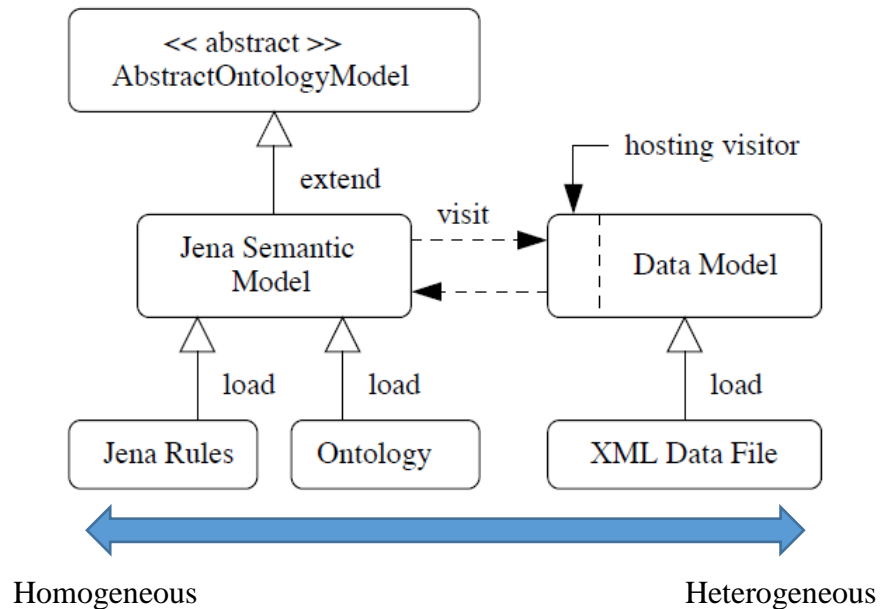 << abstract >>
AbstractOntologyModel
extend
hosting visitor
visit
Jena Semantic
Model
Data Model
load
load
load
Jena Rules
Ontology
XML Data File
Homogeneous
Heterogeneous